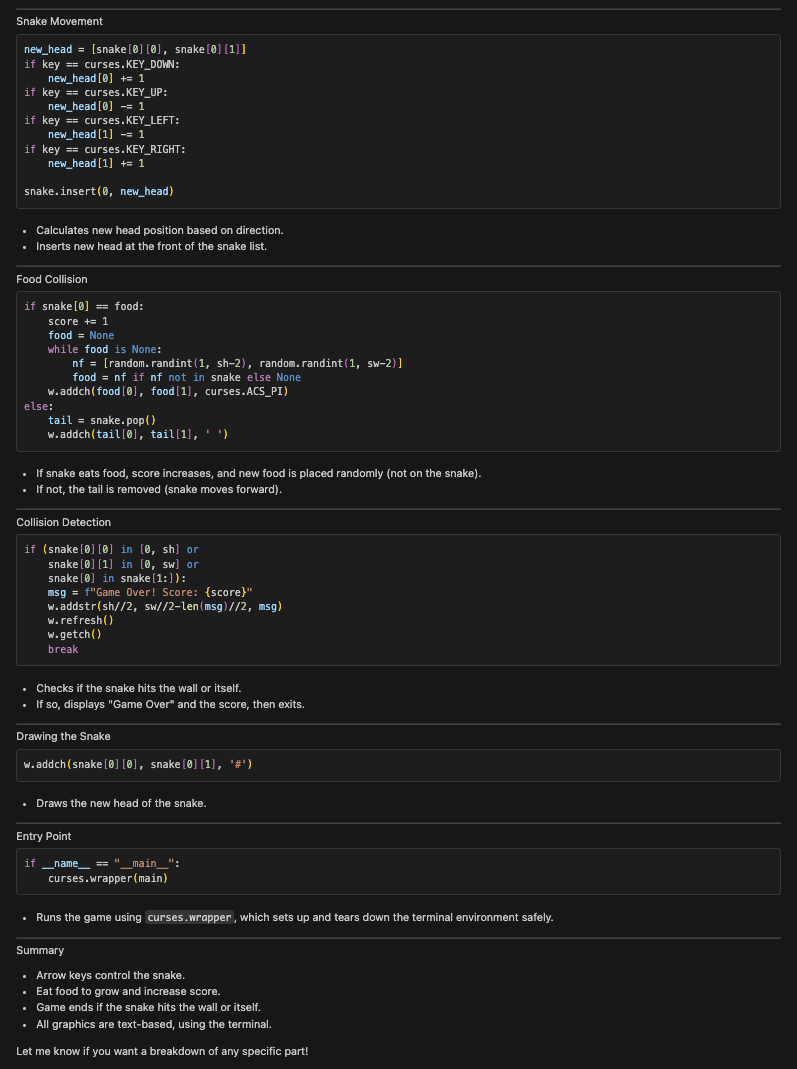 Snake Movement
new_head = [snake[0][0], snake[0][1]]
if key == curses.KEY_DOWN:
    new_head[0] += 1
if key == curses.KEY_UP:
    new_head[0] -= 1
if key == curses.KEY_LEFT:
    new_head[1] -= 1
if key == curses.KEY_RIGHT:
    new_head[1] += 1

snake.insert(0, new_head)
• Calculates new head position based on direction.
• Inserts new head at the front of the snake list.
Food Collision
if snake[0] == food:
    score += 1
    food = None
    while food is None:
        nf = [random.randint(1, sh-2), random.randint(1, sw-2)]
        food = nf if nf not in snake else None
    w.addch(food[0], food[1], curses.ACS_PI)
else:
    tail = snake.pop()
    w.addch(tail[0], tail[1], ' ')
• If snake eats food, score increases, and new food is placed randomly (not on the snake).
• If not, the tail is removed (snake moves forward).
Collision Detection
if (snake[0][0] in [0, sh] or
    snake[0][1] in [0, sw] or
    snake[0] in snake[1:]):
    msg = f"Game Over! Score: {score}"
    w.addstr(sh//2, sw//2-len(msg)//2, msg)
    w.refresh()
    w.getch()
    break
• Checks if the snake hits the wall or itself.
• If so, displays "Game Over" and the score, then exits.
Drawing the Snake
w.addch(snake[0][0], snake[0][1], '#')
• Draws the new head of the snake.
Entry Point
if __name__ == "__main__":
    curses.wrapper(main)
• Runs the game using curses.wrapper, which sets up and tears down the terminal environment safely.
Summary
• Arrow keys control the snake.
• Eat food to grow and increase score.
• Game ends if the snake hits the wall or itself.
• All graphics are text-based, using the terminal.
Let me know if you want a breakdown of any specific part!